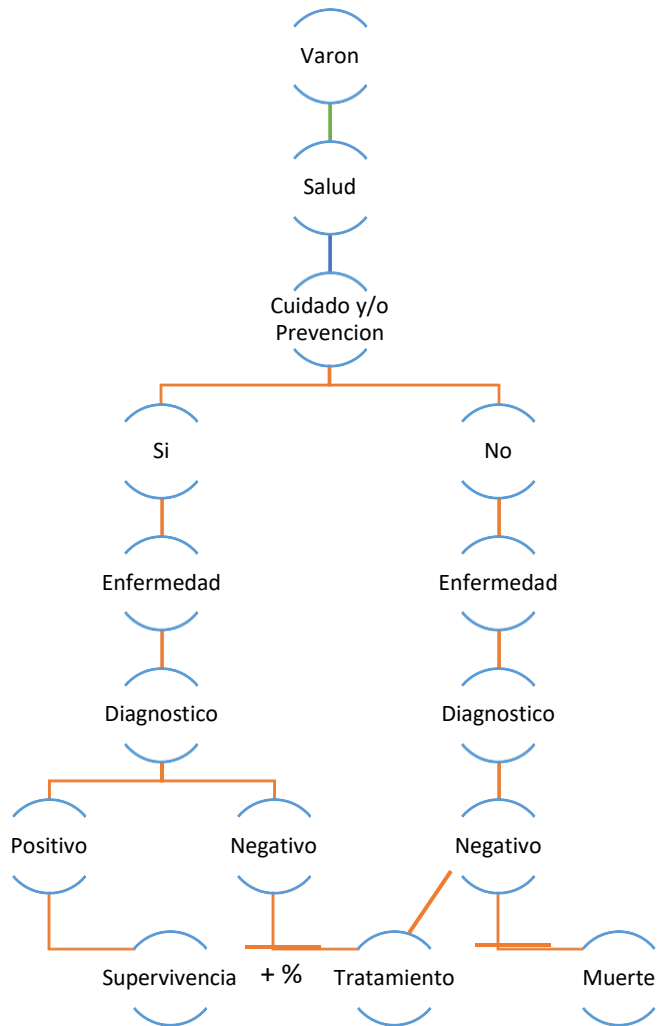 Varon
Salud
Cuidado y/o
Prevencion
Si
No
Enfermedad
Enfermedad
Diagnostico
Diagnostico
Positivo
Negativo
Negativo
Supervivencia
+ %
Tratamiento
Muerte